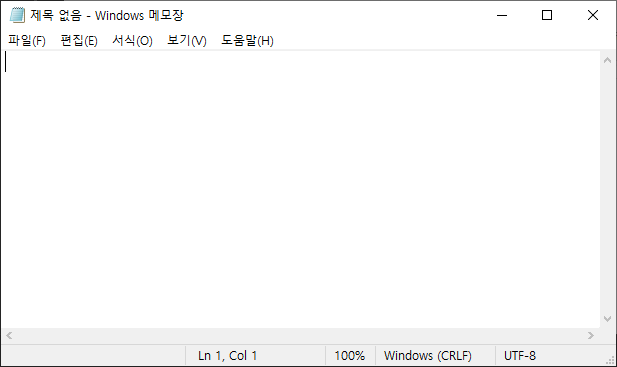 제목 없음 - Windows 메모장
파일(F) 편집(E) 서식(O) 보기(V) 도움말(H)
Ln 1, Col 1 100% Windows (CRLF) UTF-8